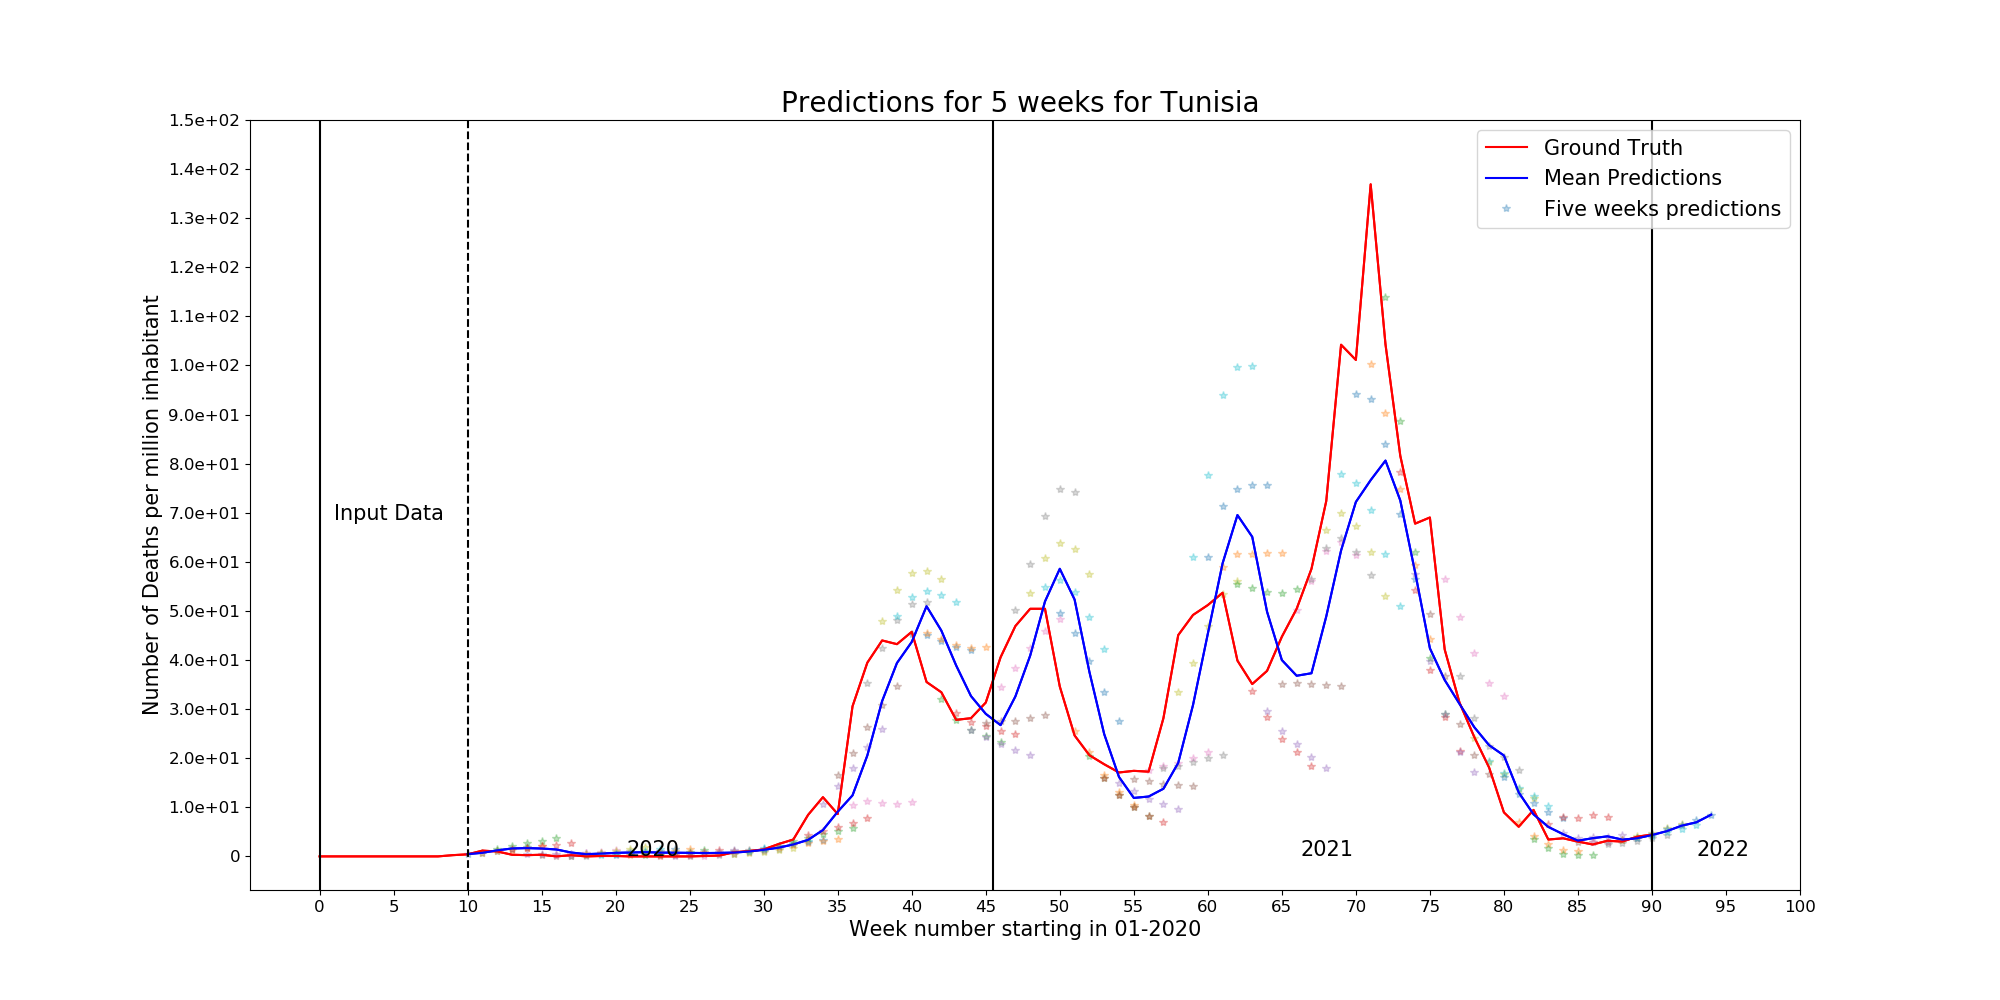 Predictions for 5 weeks for Tunisia
Number of Deaths per million inhabitant
1.5e+02
1.4e+02
1.3e+02
1.2e+02
1.1e+02
1.0e+02
9.0e+01
8.0e+01
7.0e+01
6.0e+01
5.0e+01
4.0e+01
3.0e+01
2.0e+01
1.0e+01
0
Ground Truth
Mean Predictions
Five weeks predictions
Input Data
2020 2021 2022
0 5 10 15 20 25 30 35 40 45 50 55 60 65 70 75 80 85 90 95 100
Week number starting in 01-2020